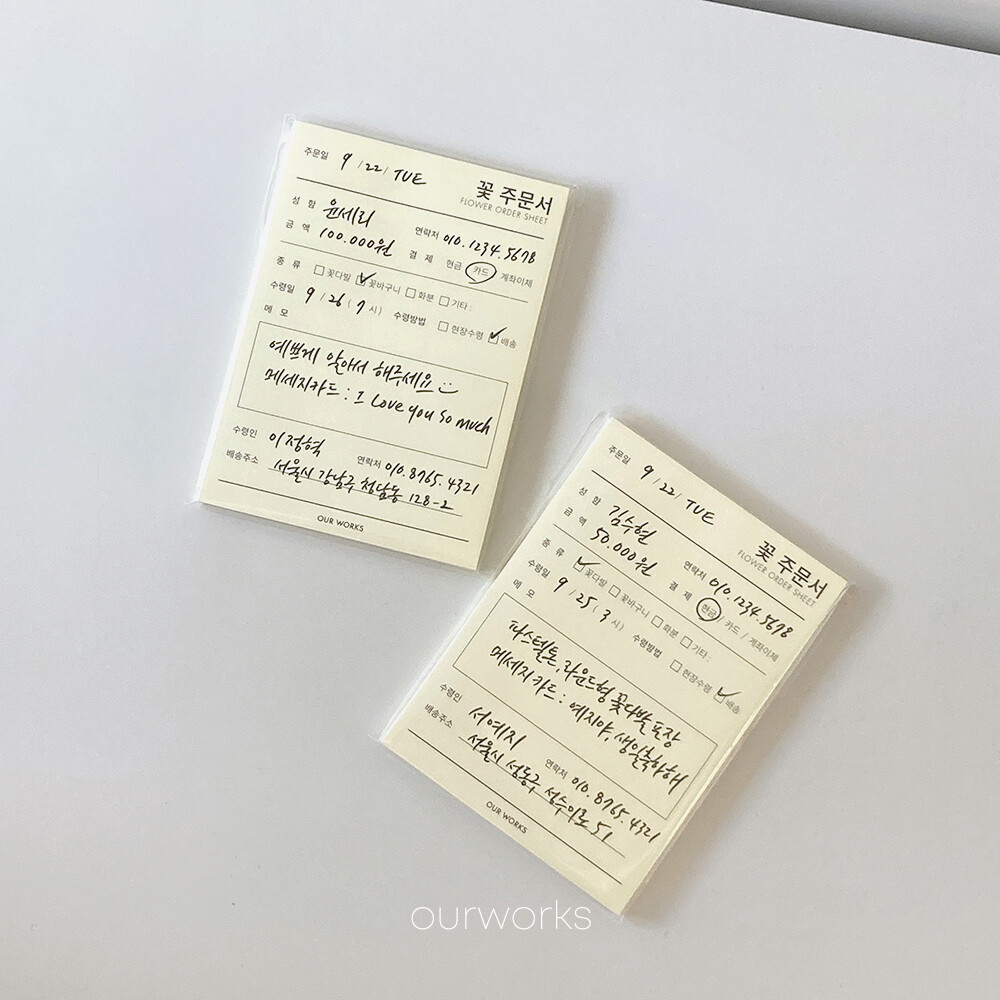 주문일 9 / 22 / TUE
꽃 주문서
FLOWER ORDER SHEET
성 함 윤세리 연락처 010.1234.5678
금 액 100.000원 결 제 현금 / 카드 / 계좌이체
종 류 꽃다발 꽃바구니 화분 기타 :
수령일 9 / 26 ( 7 시 ) 수령방법 현장수령 배송
메 모
예쁘게 알아서 해주세요
메세지카드 : I Love you so much
수령인 이정혁 연락처 010.8765.4321
배송주소 서울시 강남구 청담동 128-2
OUR WORKS
주문일 9 / 22 / TUE
꽃 주문서
FLOWER ORDER SHEET
성 함 김수현 연락처 010.1234.5678
금 액 50.000원 결 제 현금 / 카드 / 계좌이체
종 류 꽃다발 꽃바구니 화분 기타 :
수령일 9 / 25 ( 3 시 ) 수령방법 현장수령 배송
메 모
파스텔톤, 라운드형 꽃다발 포장
메세지카드 : 예지야, 생일축하해
수령인 서예지 연락처 010.8765.4321
배송주소 서울시 성동구 성수이로 51
OUR WORKS
ourworks